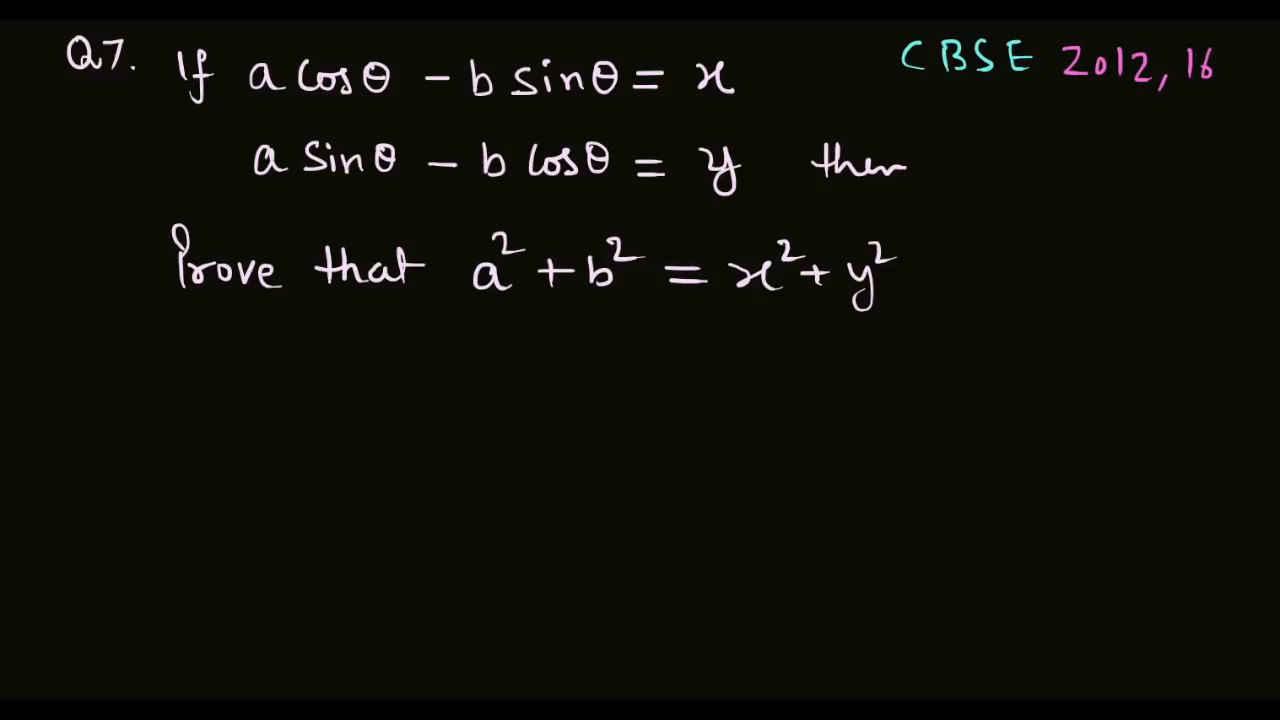 Q7. If a cosθ - b sinθ = x CBSE 2012, 16
a sinθ - b cosθ = y then
Prove that a² + b² = x² + y²